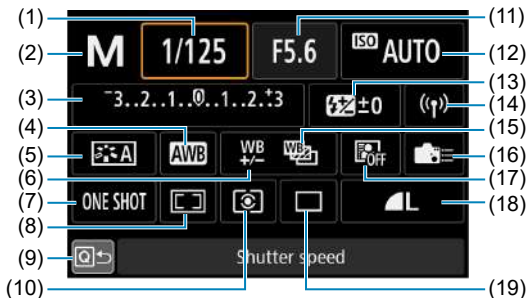 (1) (11)
(2) M 1/125 F5.6 ISO AUTO (12)
(13)
(3) -3..2..1..0..1..2.+3 ±0 (14)
(4) (15)
(5) A AWB WB +/- WB OFF (16)
(6) (17)
(7) ONE SHOT L (18)
(8)
(9) Q Shutter speed
(10) (19)